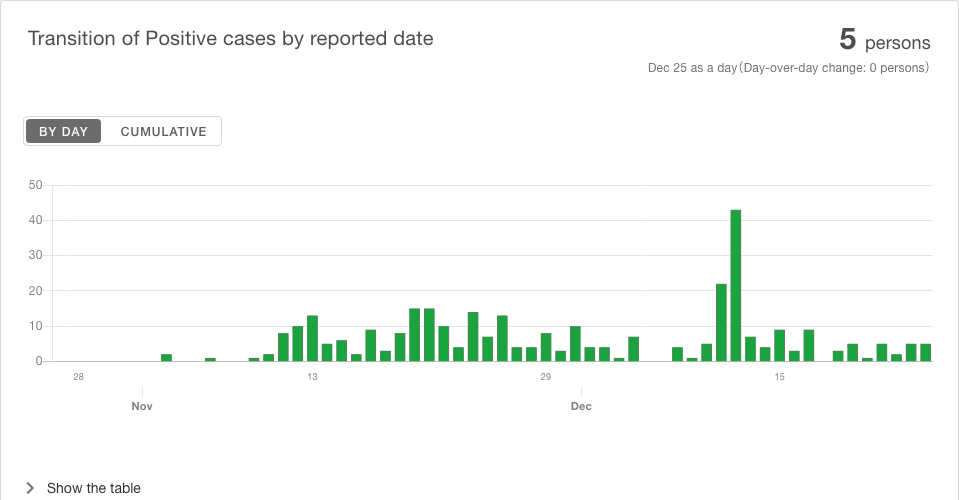 Transition of Positive cases by reported date
5 persons
Dec 25 as a day(Day-over-day change: 0 persons)
BY DAY CUMULATIVE
50
40
30
20
10
0
28 13 29 15
Nov Dec
Show the table